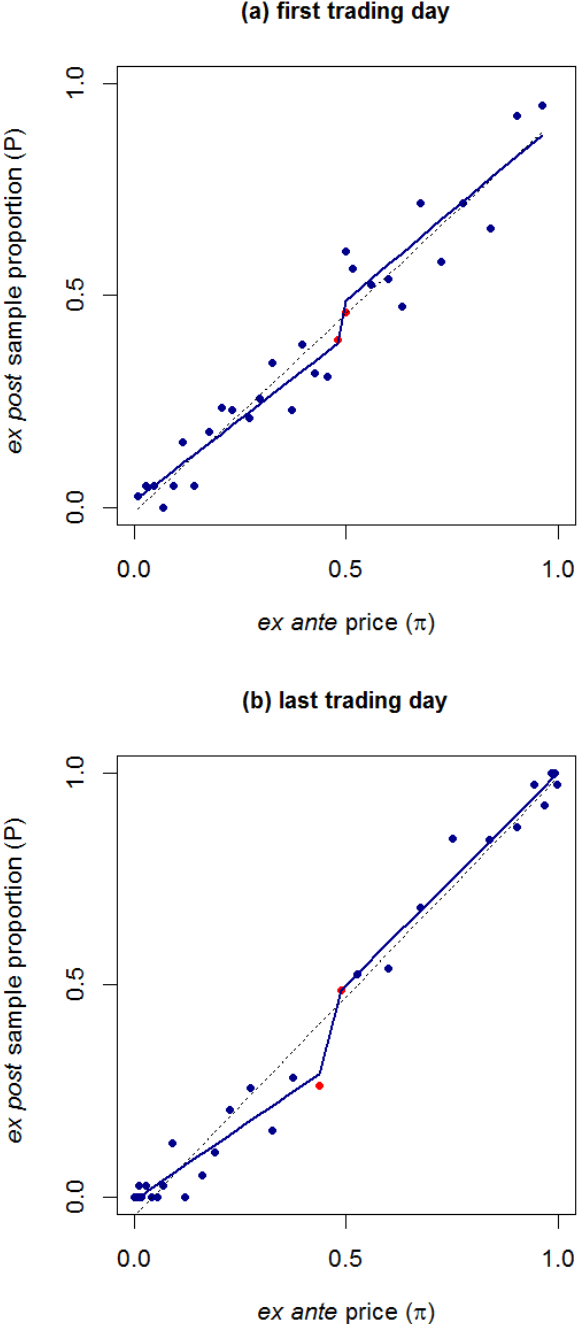 (a) first trading day
1.0
0.5
0.0
ex post sample proportion (P)
0.0 0.5 1.0
ex ante price (π)
(b) last trading day
1.0
0.5
0.0
ex post sample proportion (P)
0.0 0.5 1.0
ex ante price (π)